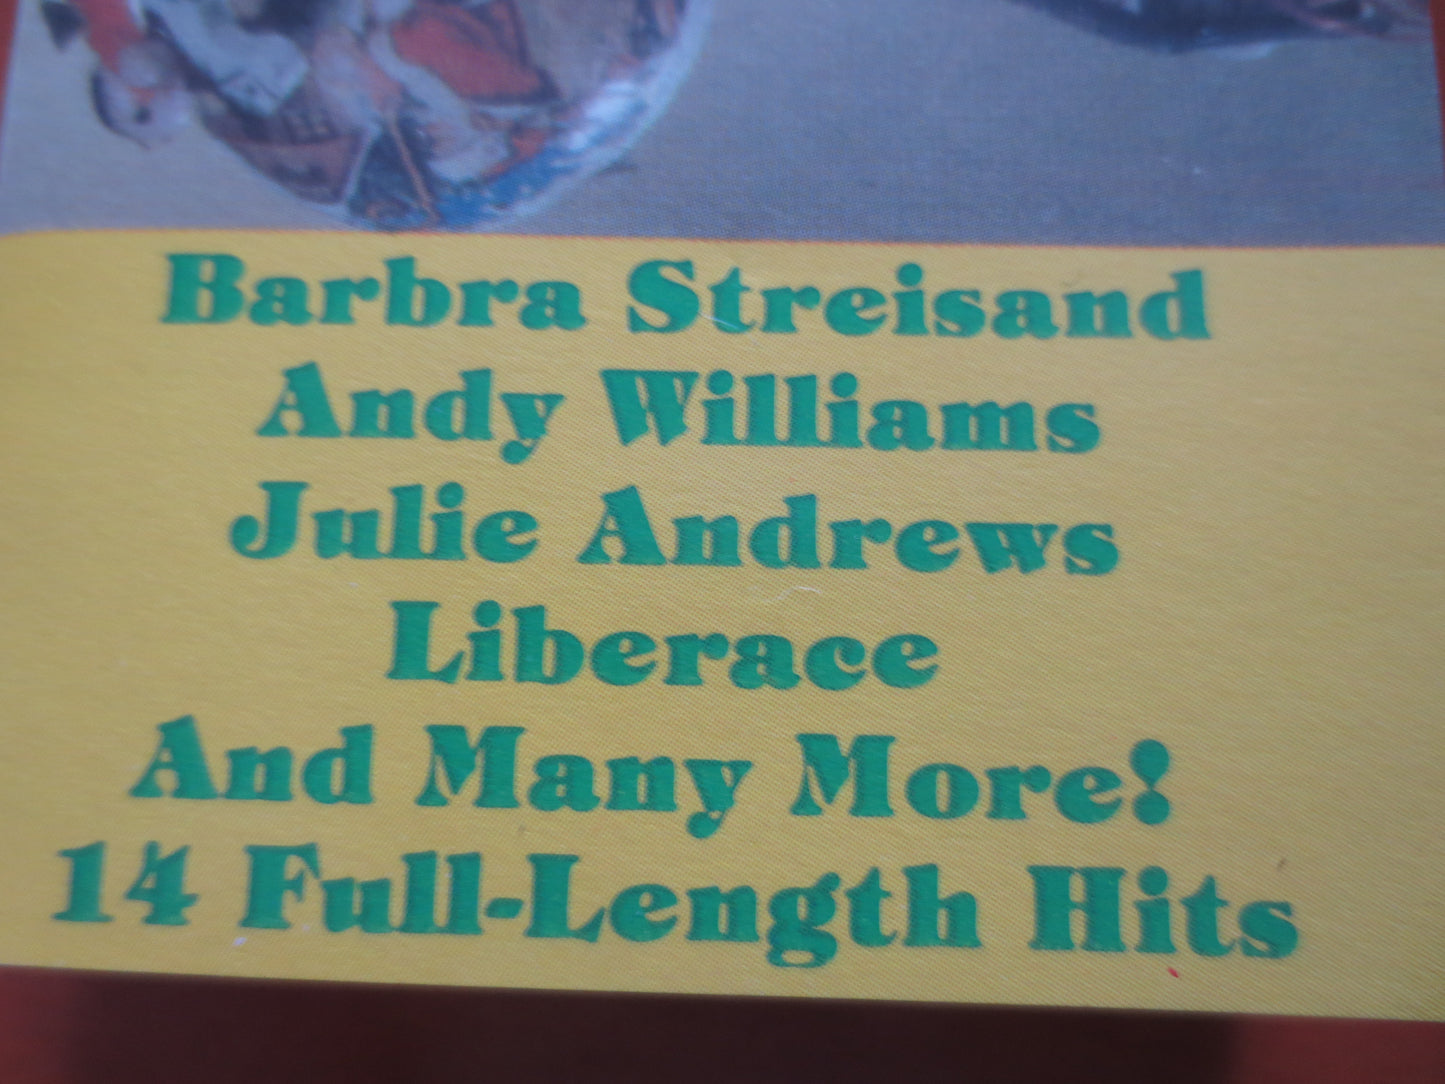 Barbra Streisand
Andy Williams
Julie Andrews
Liberace
And Many More!
14 Full-Length Hits